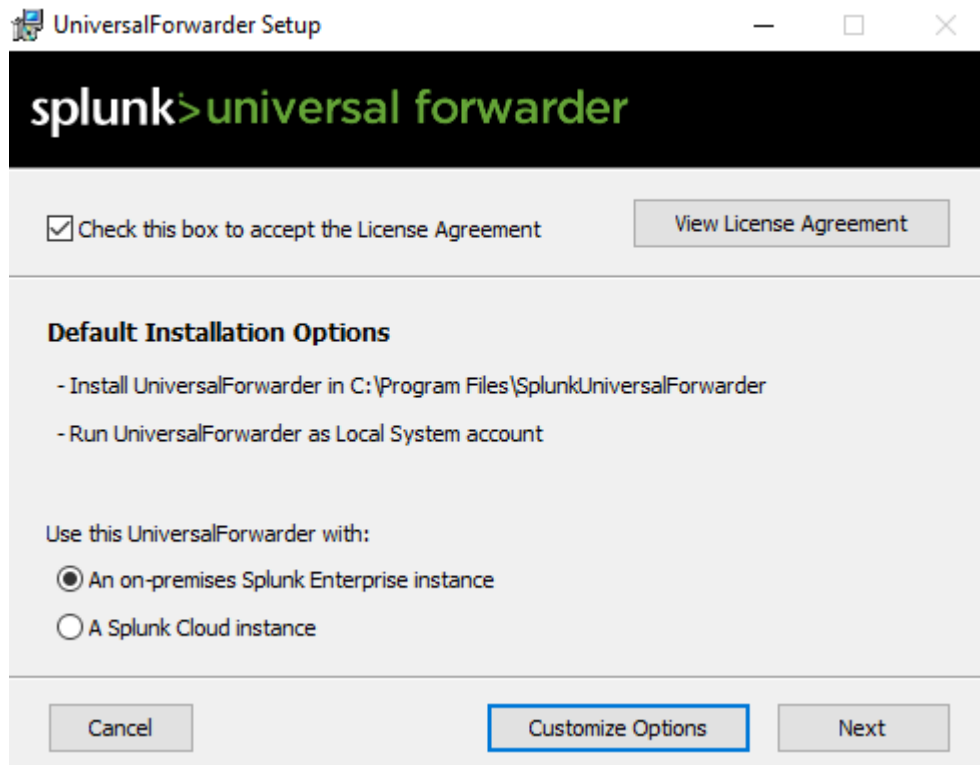 UniversalForwarder Setup
splunk>universal forwarder
Check this box to accept the License Agreement
View License Agreement
Default Installation Options
- Install UniversalForwarder in C:\Program Files\SplunkUniversalForwarder
- Run UniversalForwarder as Local System account
Use this UniversalForwarder with:
An on-premises Splunk Enterprise instance
A Splunk Cloud instance
Cancel
Customize Options
Next